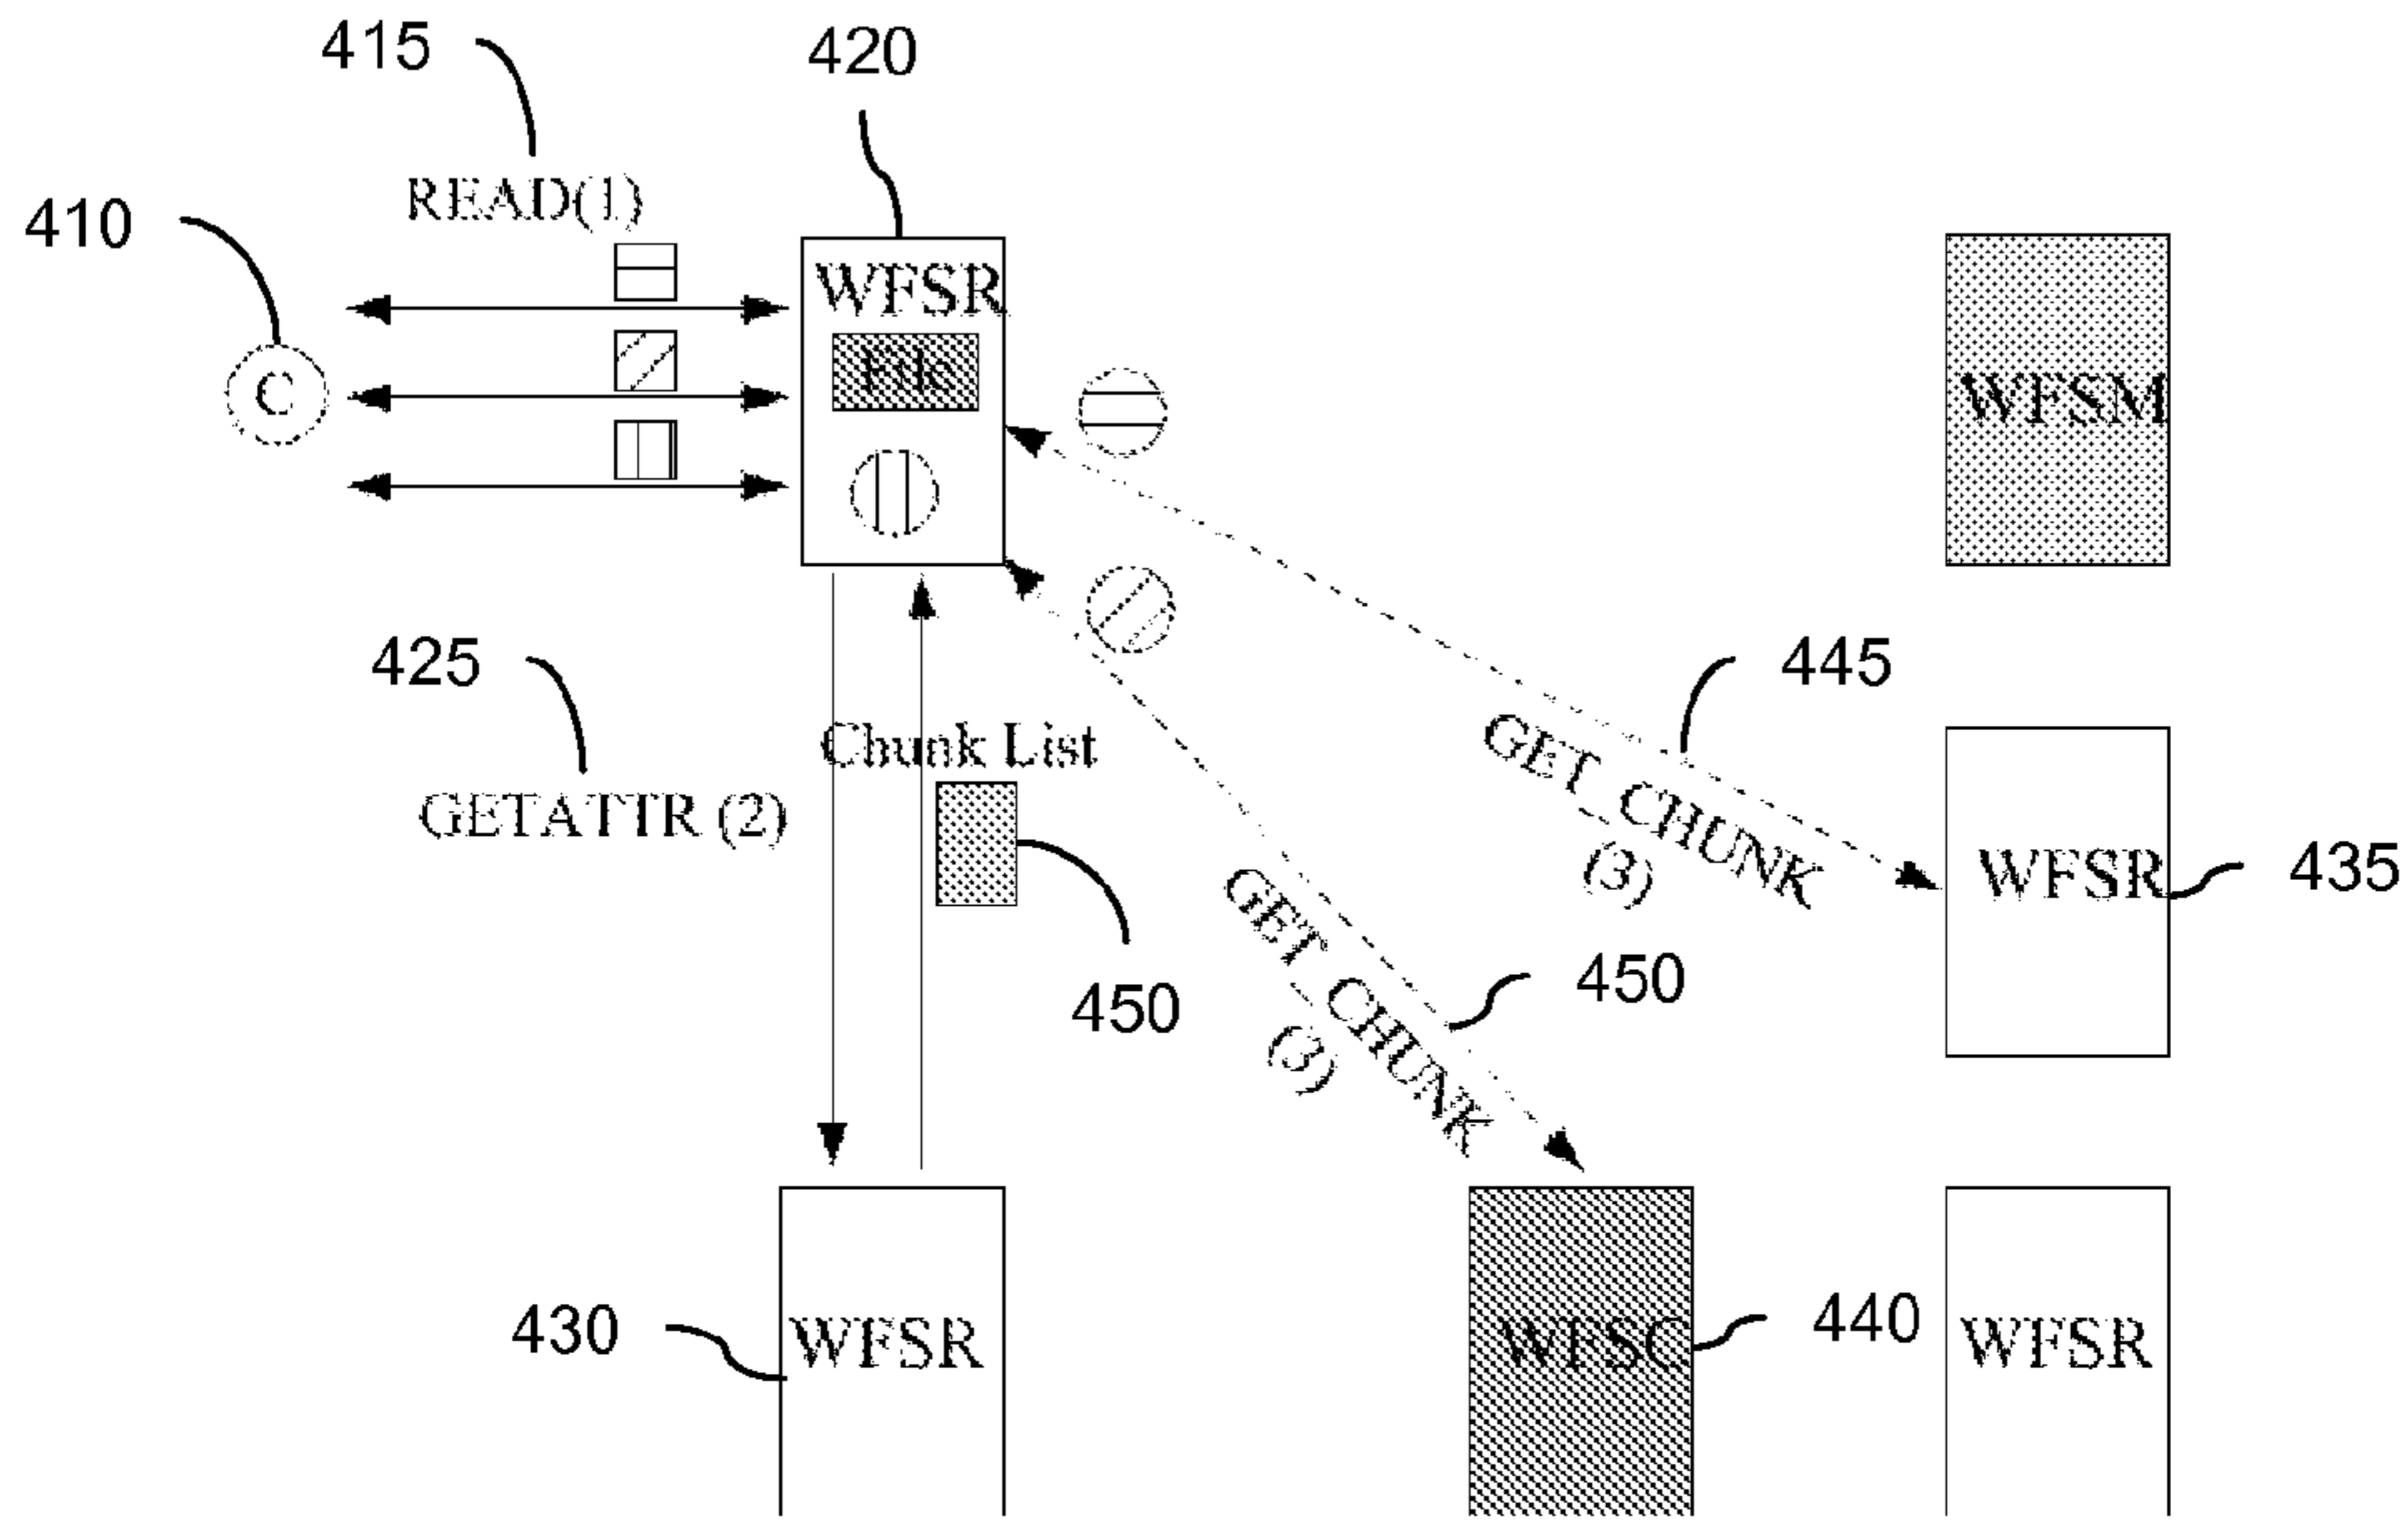 415
420
READ(1)
410
WFSR
File
C
WFSM
425
445
Chunk List
GET_CHUNK
(3)
GETATTR (2)
WFSR
435
GET_CHUNK
(3)
450
450
430
WFSR
WFSC
440
WFSR